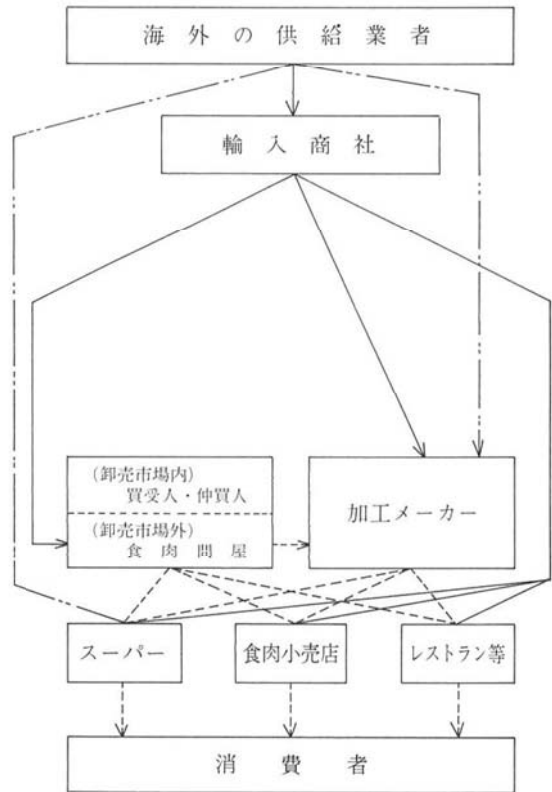 海外の供給業者
輸入商社
(卸売市場内)
買受人・仲買人
(卸売市場外)
食肉問屋
加工メーカー
スーパー
食肉小売店
レストラン等
消費者